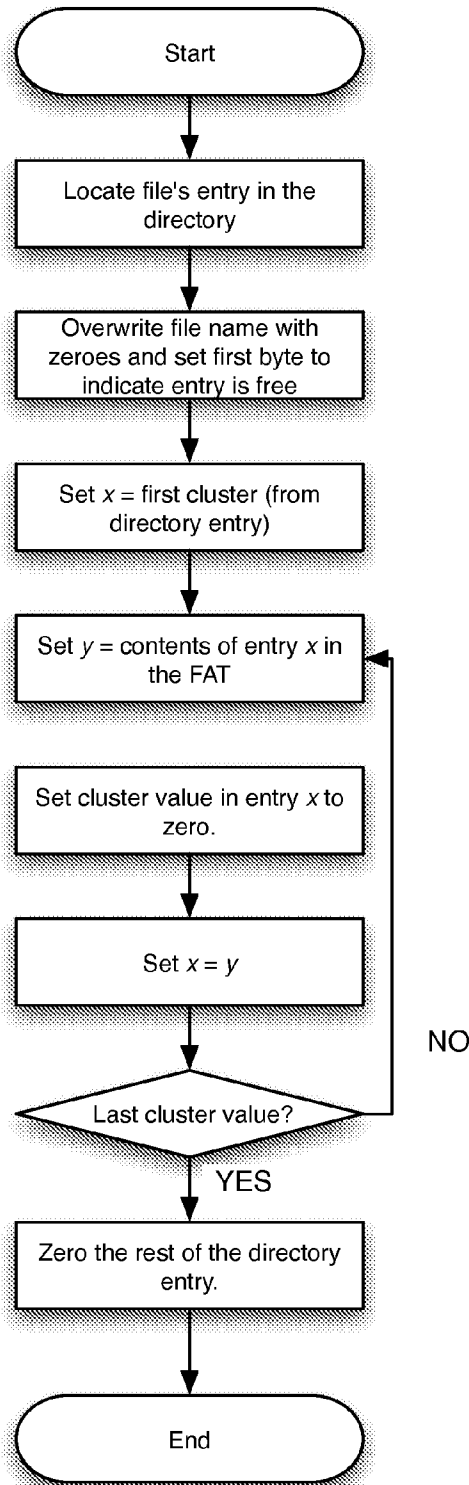 Start
Locate file's entry in the
directory
Overwrite file name with
zeroes and set first byte to
indicate entry is free
Set x = first cluster (from
directory entry)
Set y = contents of entry x in
the FAT
Set cluster value in entry x to
zero.
Set x = y
NO
Last cluster value?
YES
Zero the rest of the directory
entry.
End